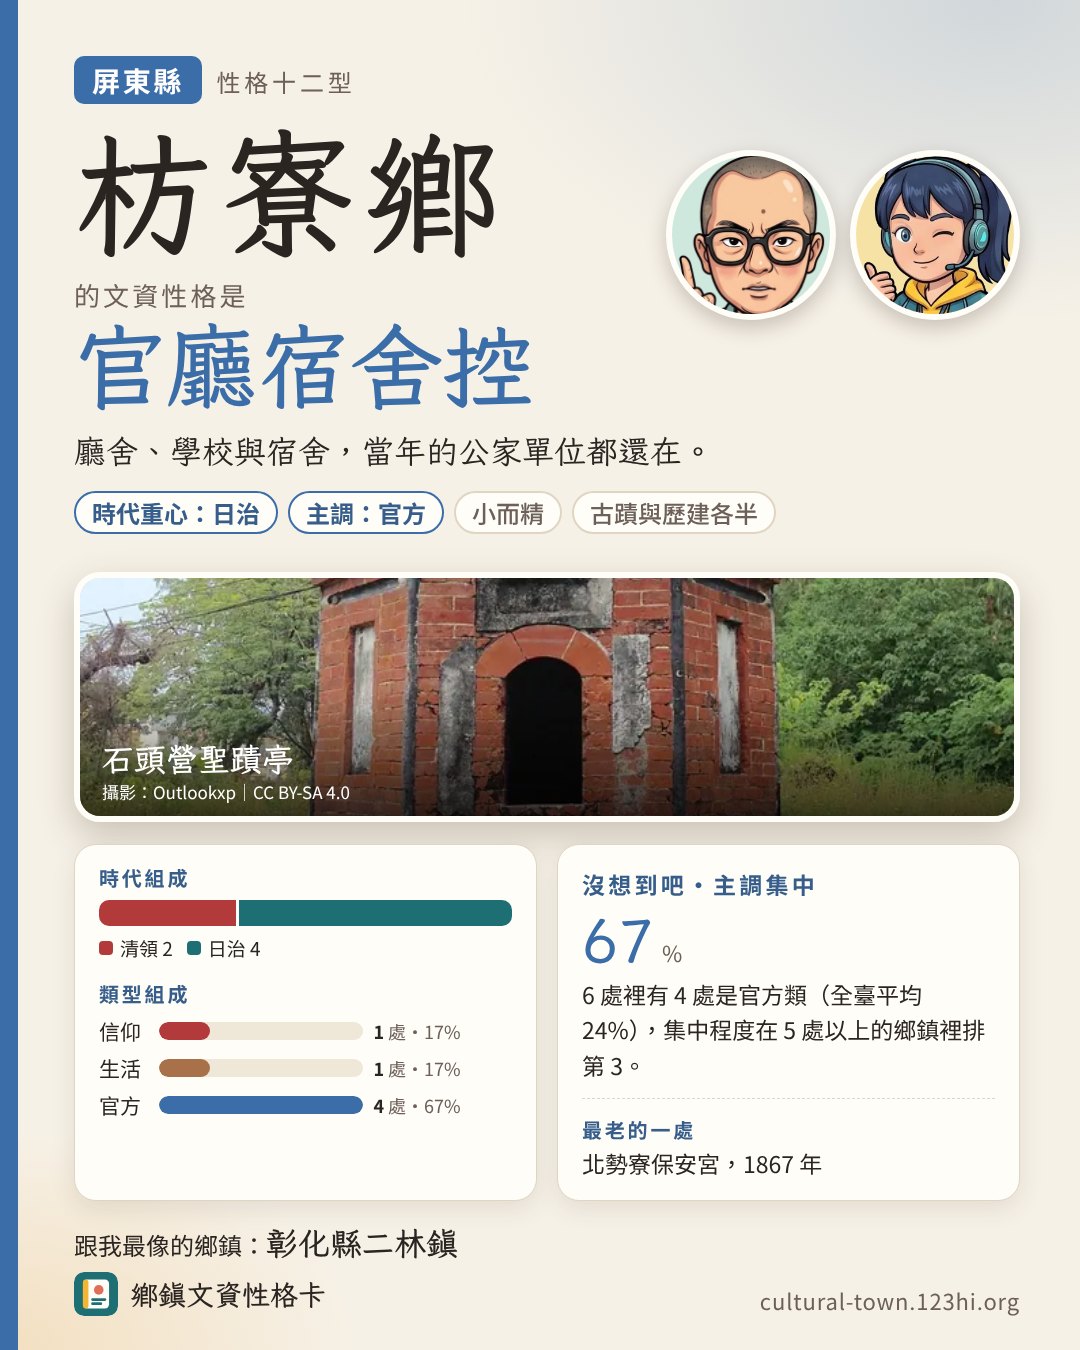 屏東縣 性格十二型
枋寮鄉
的文資性格是
官廳宿舍控
廳舍、學校與宿舍，當年的公家單位都還在。
時代重心：日治 主調：官方 小而精 古蹟與歷建各半
石頭營聖蹟亭
攝影：Outlookxp｜CC BY-SA 4.0
時代組成
清領 2 日治 4
類型組成
信仰 1 處・17%
生活 1 處・17%
官方 4 處・67%
沒想到吧・主調集中
67 %
6 處裡有 4 處是官方類（全臺平均
24%），集中程度在 5 處以上的鄉鎮裡排
第 3。
最老的一處
北勢寮保安宮，1867 年
跟我最像的鄉鎮：彰化縣二林鎮
鄉鎮文資性格卡
cultural-town.123hi.org